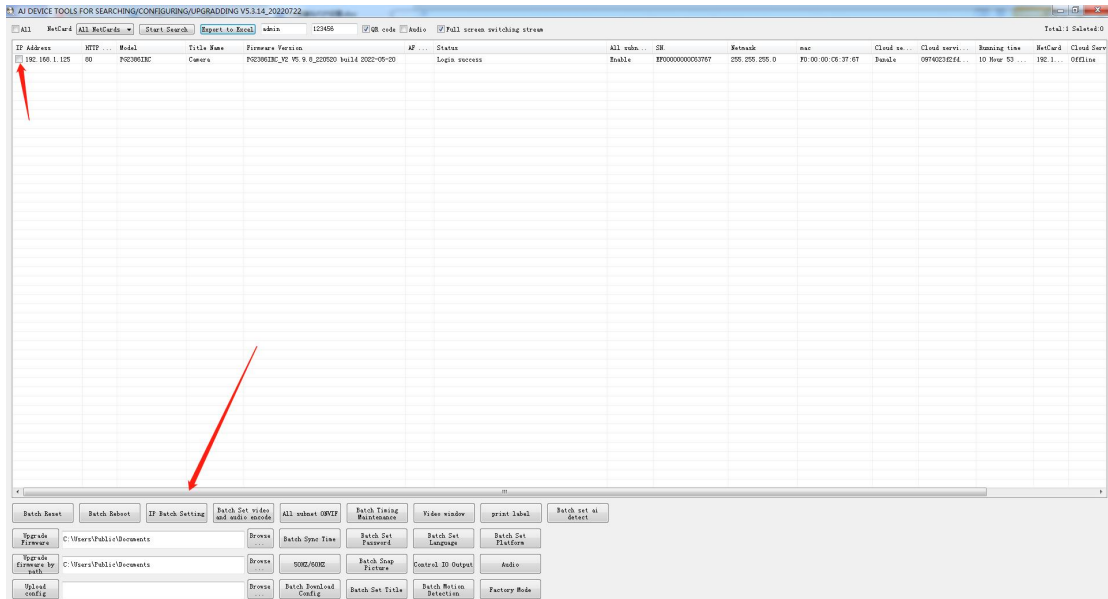 AJ DEVICE TOOLS FOR SEARCHING/CONFIGURING/UPGRADDING V5.3.14_20220722
All NetCard All NetCards Start Search Export to Excel admin 123456 QR code Audio Full screen switching stream Total:1 Seleted:0
IP Address HTTP ... Model Title Name Firmware Version AF ... Status All subn... SN. Netmask mac Cloud se... Cloud servi... Running time NetCard Cloud Serv
192.168.1.125 80 PG2386IRC Camera PG2386IRC_V2 V5.9.8_220520 build 2022-05-20 Login success Enable EF00000000C63767 255.255.255.0 F0:00:00:C6:37:67 Danale 0974023f2fd... 10 Hour 53 ... 192.1... Offline
Batch Reset Batch Reboot IP Batch Setting Batch Set video and audio encode All subnet ONVIF Batch Timing Maintenance Video window print label Batch set ai detect
Upgrade Firmware C:\Users\Public\Documents Browse ... Batch Sync Time Batch Set Password Batch Set Language Batch Set Platform
Upgrade firmware by path C:\Users\Public\Documents Browse ... 50HZ/60HZ Batch Snap Picture Control IO Output Audio
Upload config Browse ... Batch Download Config Batch Set Title Batch Motion Detection Factory Mode